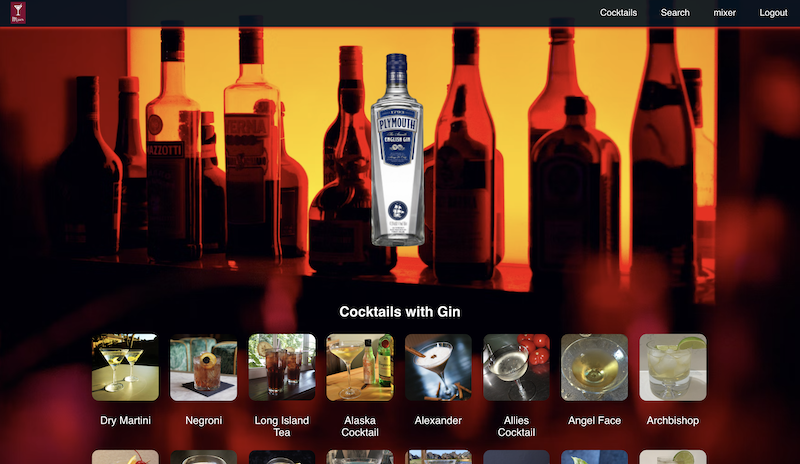 Cocktails Search mixer Logout
PLYMOUTH
ENGLISH GIN
Cocktails with Gin
Dry Martini Negroni Long Island Tea Alaska Cocktail Alexander Allies Cocktail Angel Face Archbishop